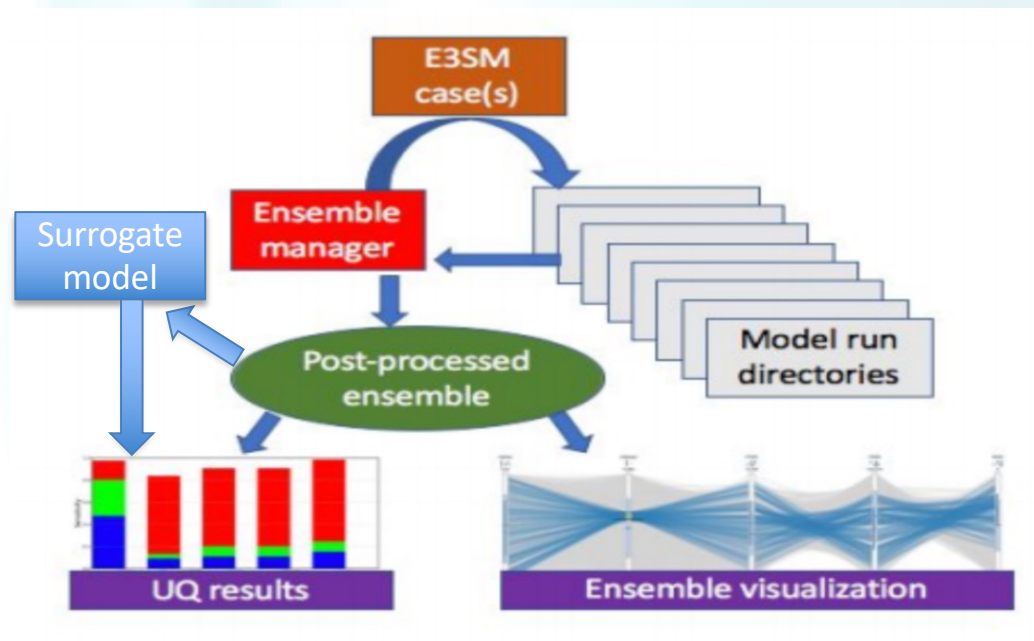 E3SM
case(s)
Ensemble
manager
Surrogate
model
Model run
directories
Post-processed
ensemble
UQ results
Ensemble visualization